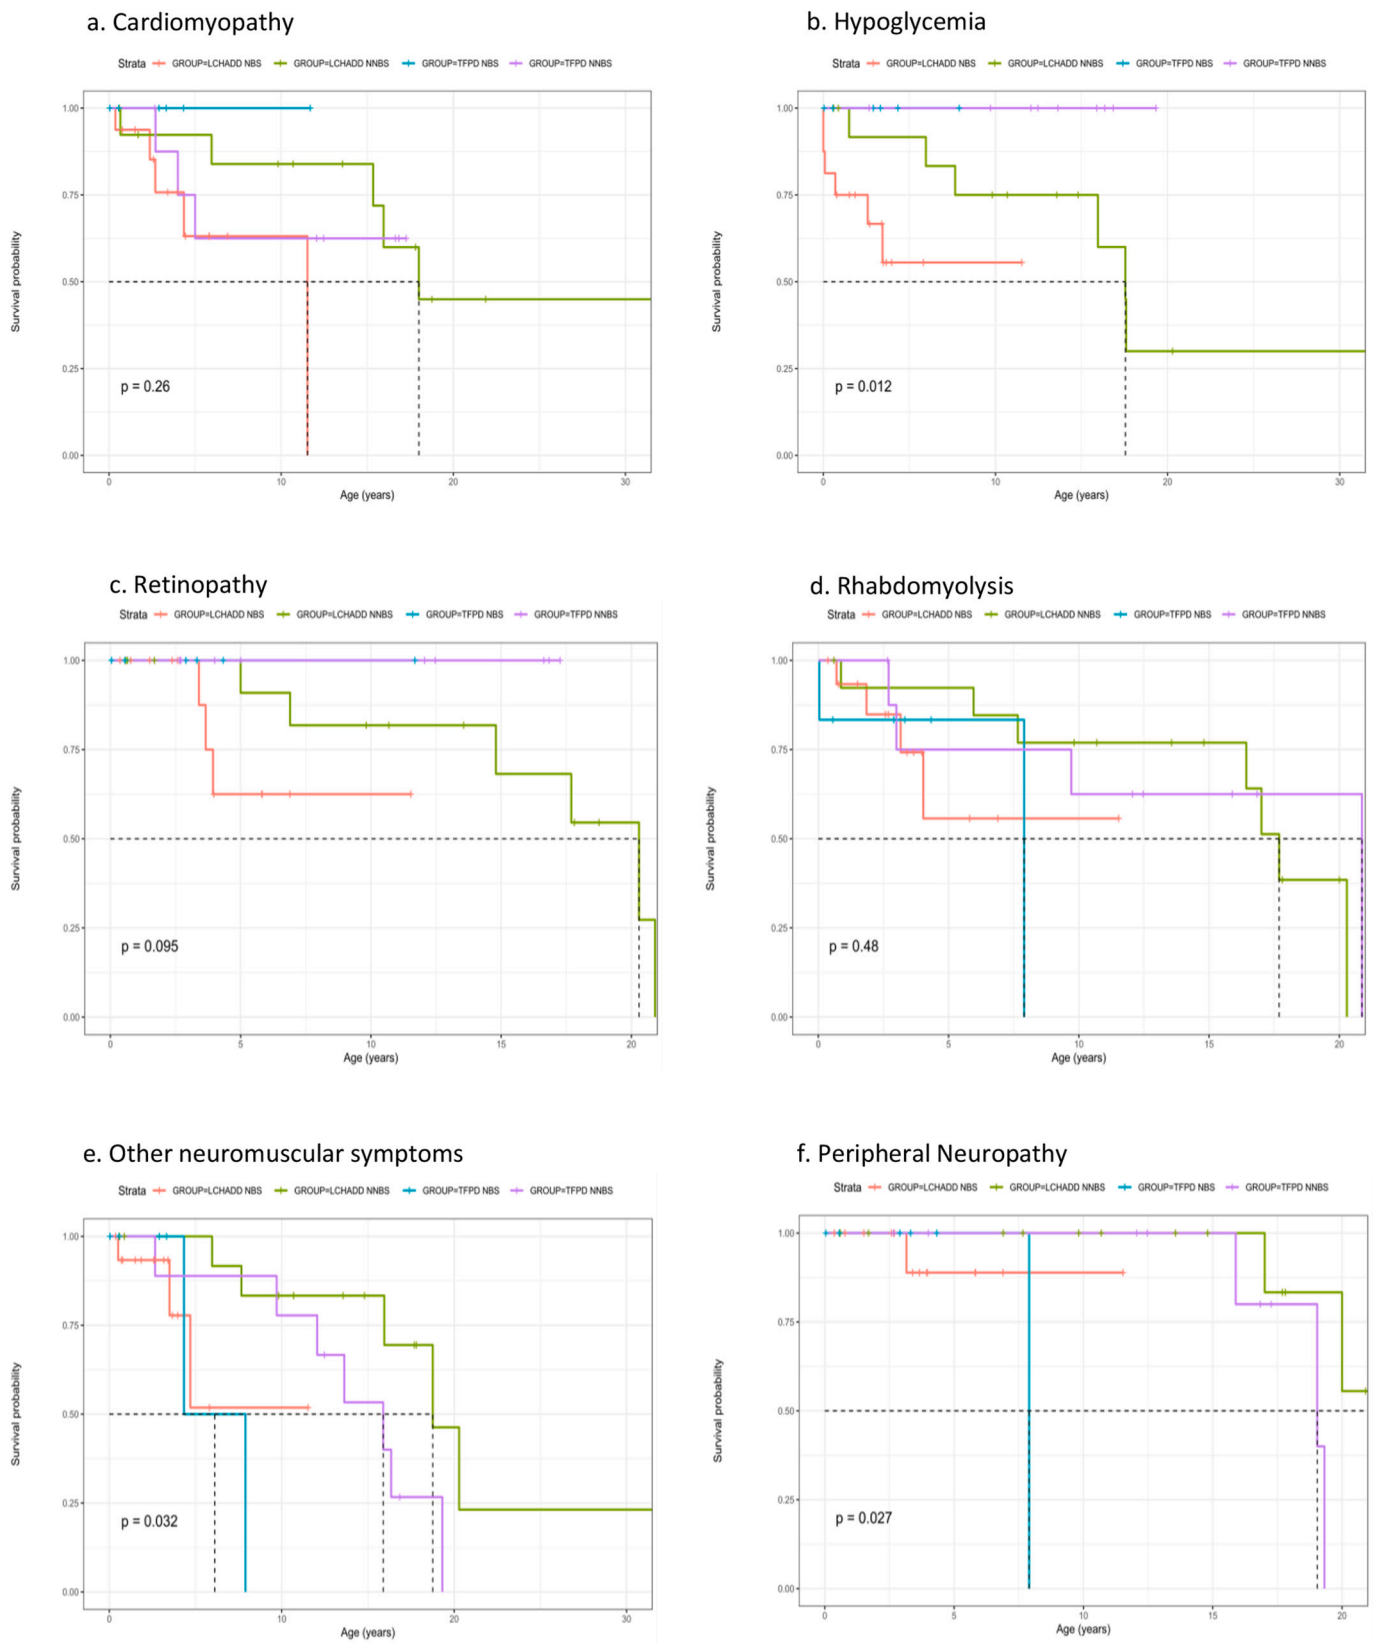 a. Cardiomyopathy
Strata GROUP=LCHADD NBS GROUP=LCHADD NNBS GROUP=TFPD NBS GROUP=TFPD NNBS
1.00
0.75
0.50
0.25
0.00
Survival probability
p = 0.26
0 10 20 30
Age (years)
b. Hypoglycemia
Strata GROUP=LCHADD NBS GROUP=LCHADD NNBS GROUP=TFPD NBS GROUP=TFPD NNBS
1.00
0.75
0.50
0.25
0.00
Survival probability
p = 0.012
0 10 20 30
Age (years)
c. Retinopathy
Strata GROUP=LCHADD NBS GROUP=LCHADD NNBS GROUP=TFPD NBS GROUP=TFPD NNBS
1.00
0.75
0.50
0.25
0.00
Survival probability
p = 0.095
0 5 10 15 20
Age (years)
d. Rhabdomyolysis
Strata GROUP=LCHADD NBS GROUP=LCHADD NNBS GROUP=TFPD NBS GROUP=TFPD NNBS
1.00
0.75
0.50
0.25
0.00
Survival probability
p = 0.48
0 5 10 15 20
Age (years)
e. Other neuromuscular symptoms
Strata GROUP=LCHADD NBS GROUP=LCHADD NNBS GROUP=TFPD NBS GROUP=TFPD NNBS
1.00
0.75
0.50
0.25
0.00
Survival probability
p = 0.032
0 10 20 30
Age (years)
f. Peripheral Neuropathy
Strata GROUP=LCHADD NBS GROUP=LCHADD NNBS GROUP=TFPD NBS GROUP=TFPD NNBS
1.00
0.75
0.50
0.25
0.00
Survival probability
p = 0.027
0 5 10 15 20
Age (years)